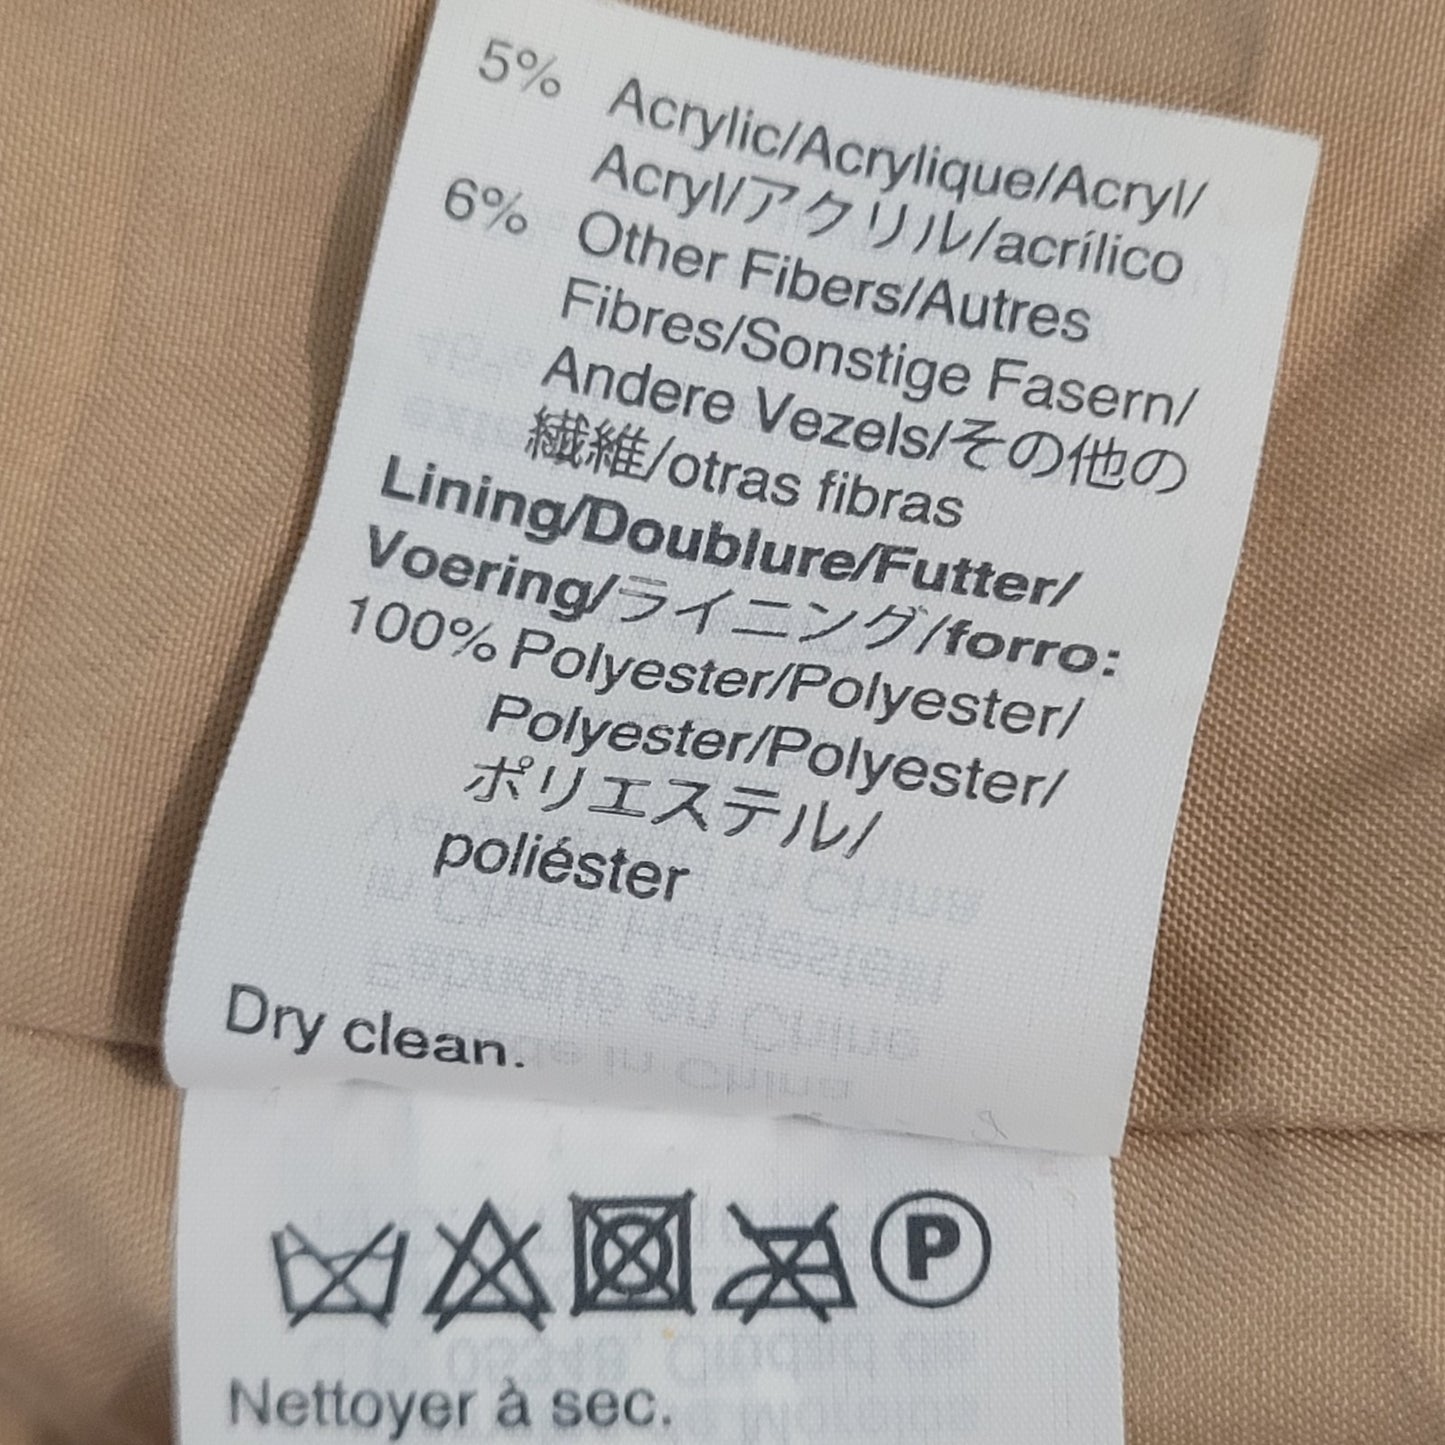 5% Acrylic/Acrylique/Acryl/
Acryl/アクリル/acrílico
6% Other Fibers/Autres
Fibres/Sonstige Fasern/
Andere Vezels/その他の
繊維/otras fibras
Lining/Doublure/Futter/
Voering/ライニング/forro:
100% Polyester/Polyester/
Polyester/Polyester/
ポリエステル/
poliéster
Dry clean.
P
Nettoyer à sec.